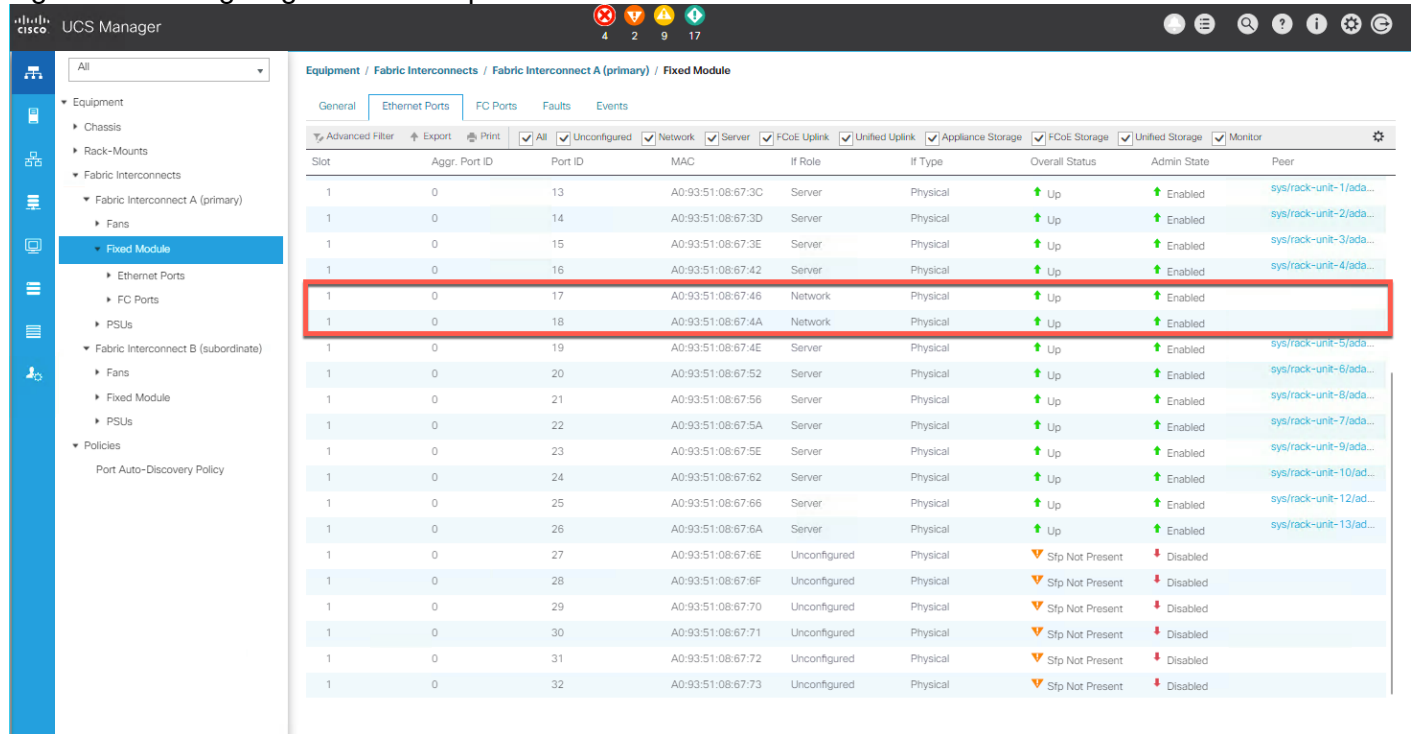 cisco UCS Manager
4 2 9 17
All
Equipment
Chassis
Rack-Mounts
Fabric Interconnects
Fabric Interconnect A (primary)
Fans
Fixed Module
Ethernet Ports
FC Ports
PSUs
Fabric Interconnect B (subordinate)
Fans
Fixed Module
PSUs
Policies
Port Auto-Discovery Policy
Equipment / Fabric Interconnects / Fabric Interconnect A (primary) / Fixed Module
General Ethernet Ports FC Ports Faults Events
Advanced Filter Export Print All Unconfigured Network Server FCoE Uplink Unified Uplink Appliance Storage FCoE Storage Unified Storage Monitor
Slot Aggr. Port ID Port ID MAC If Role If Type Overall Status Admin State Peer
1 0 13 A0:93:51:08:67:3C Server Physical Up Enabled sys/rack-unit-1/ada...
1 0 14 A0:93:51:08:67:3D Server Physical Up Enabled sys/rack-unit-2/ada...
1 0 15 A0:93:51:08:67:3E Server Physical Up Enabled sys/rack-unit-3/ada...
1 0 16 A0:93:51:08:67:42 Server Physical Up Enabled sys/rack-unit-4/ada...
1 0 17 A0:93:51:08:67:46 Network Physical Up Enabled
1 0 18 A0:93:51:08:67:4A Network Physical Up Enabled
1 0 19 A0:93:51:08:67:4E Server Physical Up Enabled sys/rack-unit-5/ada...
1 0 20 A0:93:51:08:67:52 Server Physical Up Enabled sys/rack-unit-6/ada...
1 0 21 A0:93:51:08:67:56 Server Physical Up Enabled sys/rack-unit-8/ada...
1 0 22 A0:93:51:08:67:5A Server Physical Up Enabled sys/rack-unit-7/ada...
1 0 23 A0:93:51:08:67:5E Server Physical Up Enabled sys/rack-unit-9/ada...
1 0 24 A0:93:51:08:67:62 Server Physical Up Enabled sys/rack-unit-10/ad...
1 0 25 A0:93:51:08:67:66 Server Physical Up Enabled sys/rack-unit-12/ad...
1 0 26 A0:93:51:08:67:6A Server Physical Up Enabled sys/rack-unit-13/ad...
1 0 27 A0:93:51:08:67:6E Unconfigured Physical Sfp Not Present Disabled
1 0 28 A0:93:51:08:67:6F Unconfigured Physical Sfp Not Present Disabled
1 0 29 A0:93:51:08:67:70 Unconfigured Physical Sfp Not Present Disabled
1 0 30 A0:93:51:08:67:71 Unconfigured Physical Sfp Not Present Disabled
1 0 31 A0:93:51:08:67:72 Unconfigured Physical Sfp Not Present Disabled
1 0 32 A0:93:51:08:67:73 Unconfigured Physical Sfp Not Present Disabled